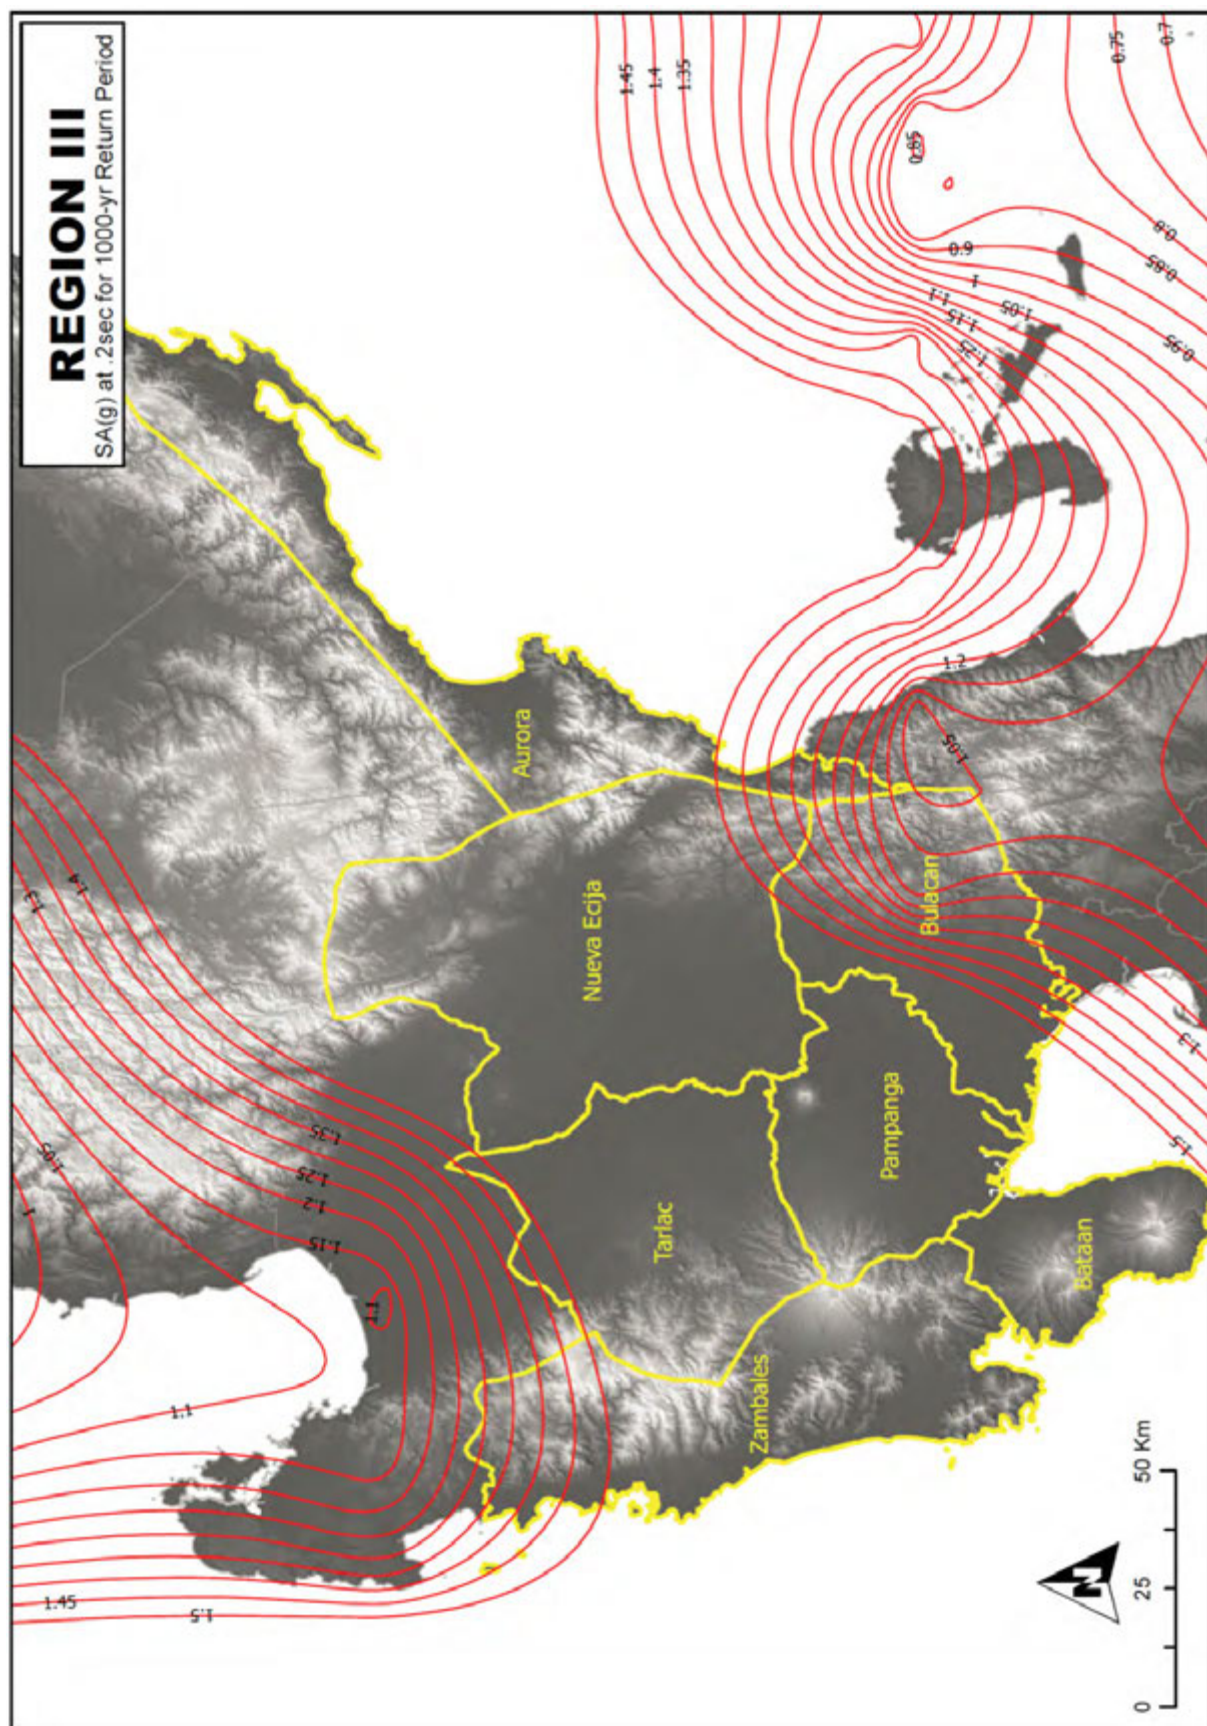 REGION III
SA(g) at .2sec for 1000-yr Return Period
1.45
1.5
1.1
1
1.05
1.3
1.4
1.1
1.15
1.2
1.25
1.35
1.45
1.4
1.35
0.85
0.75
0.7
0.9
1
1.1
1.15
1.25
1.05
0.8
0.85
0.95
1.2
1.05
1.3
1.5
Aurora
Nueva Ecija
Tarlac
Zambales
Pampanga
Bulacan
Bataan
N
0 25 50 Km